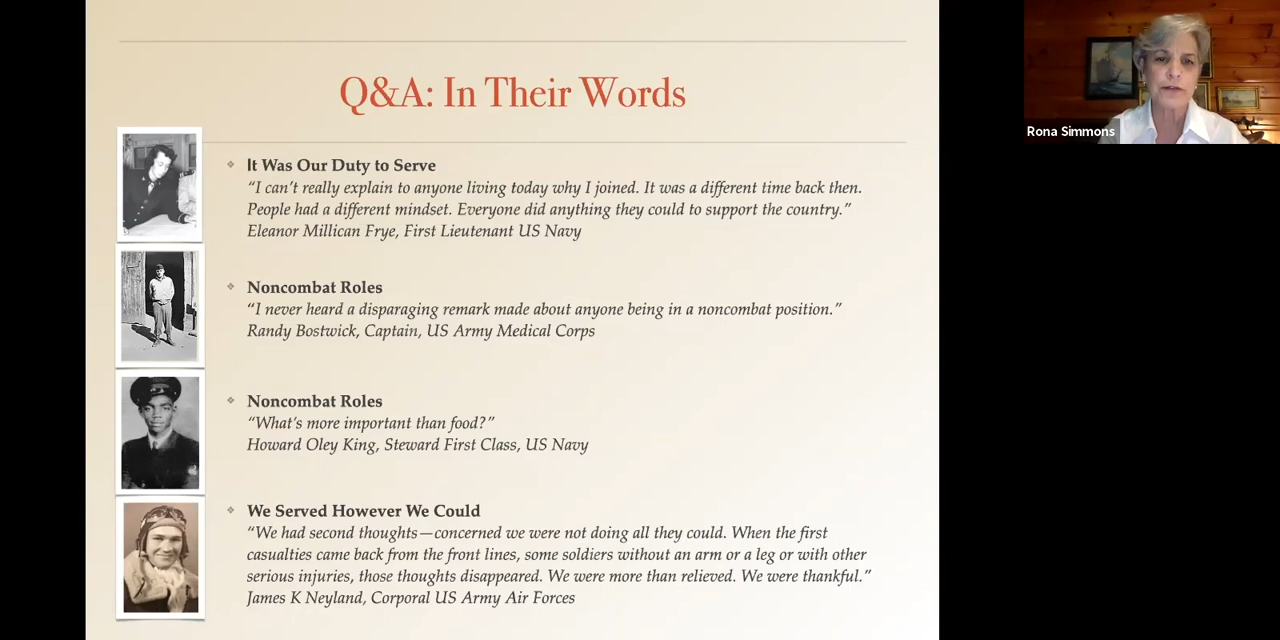 Q&A: In Their Words
Rona Simmons
It Was Our Duty to Serve
“I can’t really explain to anyone living today why I joined. It was a different time back then.
People had a different mindset. Everyone did anything they could to support the country.”
Eleanor Millican Frye, First Lieutenant US Navy
Noncombat Roles
“I never heard a disparaging remark made about anyone being in a noncombat position.”
Randy Bostwick, Captain, US Army Medical Corps
Noncombat Roles
“What’s more important than food?”
Howard Oley King, Steward First Class, US Navy
We Served However We Could
“We had second thoughts—concerned we were not doing all they could. When the first
casualties came back from the front lines, some soldiers without an arm or a leg or with other
serious injuries, those thoughts disappeared. We were more than relieved. We were thankful.”
James K Neyland, Corporal US Army Air Forces